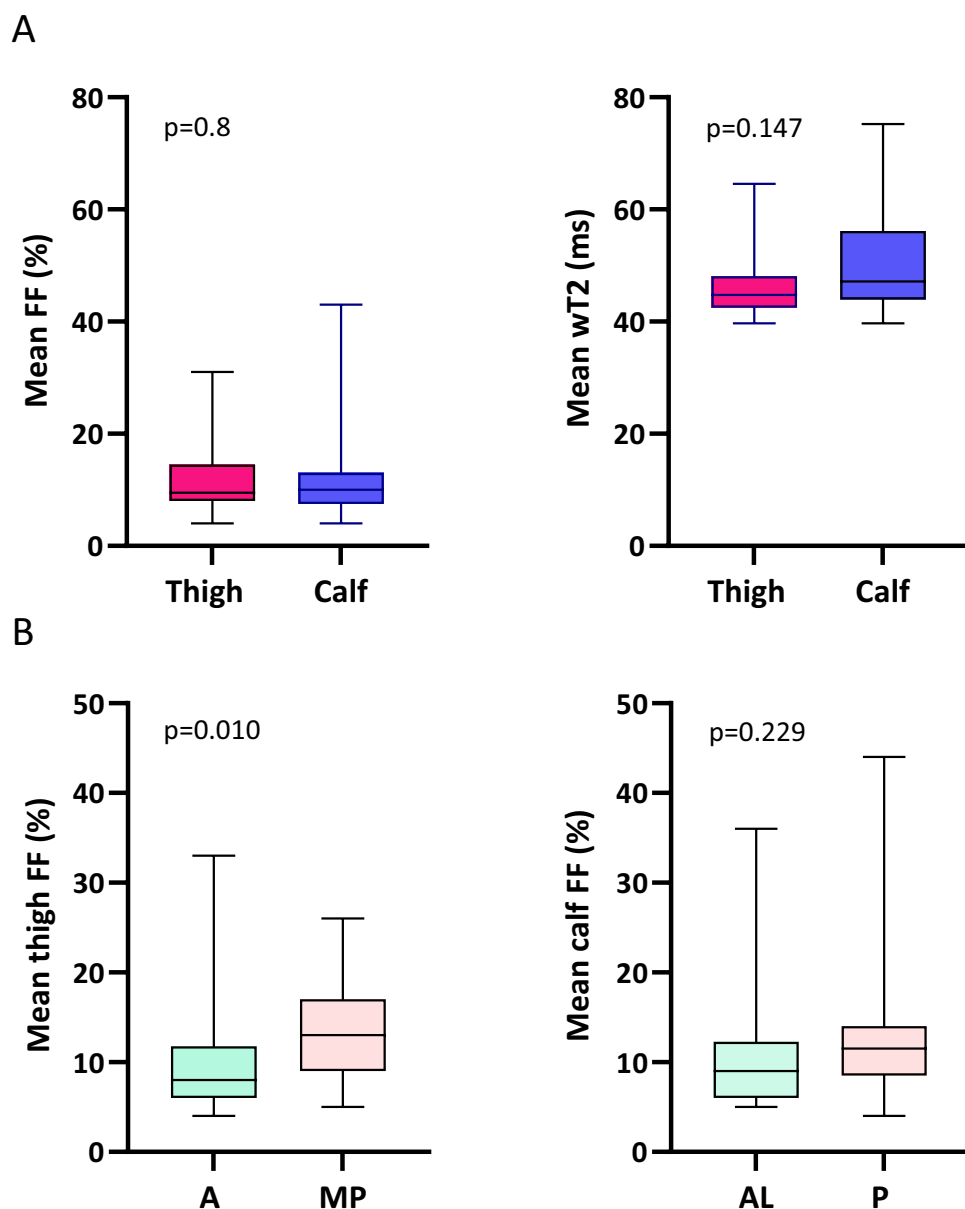 A
80
60
40
20
0
Mean FF (%)
p=0.8
Thigh Calf
80
60
40
20
0
Mean wT2 (ms)
p=0.147
Thigh Calf
B
50
40
30
20
10
0
Mean thigh FF (%)
p=0.010
A MP
50
40
30
20
10
0
Mean calf FF (%)
p=0.229
AL P